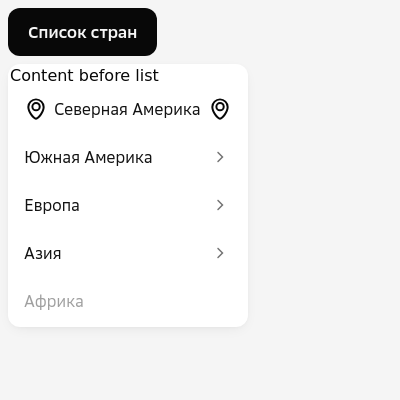 Список стран
Content before list
Северная Америка
Южная Америка
Европа
Азия
Африка